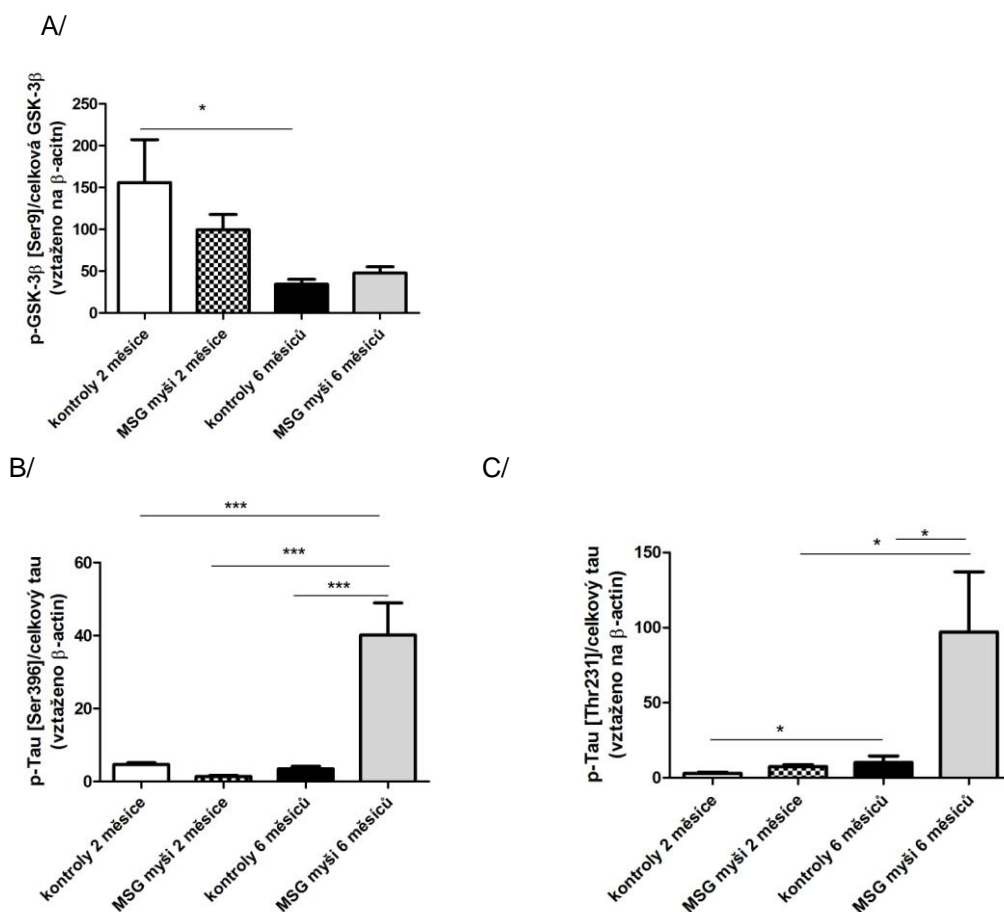 A/
p-GSK-3β [Ser9]/celková GSK-3β
(vztaženo na β-acitn)
250
200
150
100
50
0
*
kontroly 2 měsíce
MSG myši 2 měsíce
kontroly 6 měsíců
MSG myši 6 měsíců
B/
p-Tau [Ser396]/celkový tau
(vztaženo β-actin)
60
40
20
0
***
***
***
kontroly 2 měsíce
MSG myši 2 měsíce
kontroly 6 měsíců
MSG myši 6 měsíců
C/
p-Tau [Thr231]/celkový tau
(vztaženo na β-actin)
150
100
50
0
*
*
*
kontroly 2 měsíce
MSG myši 2 měsíce
kontroly 6 měsíců
MSG myši 6 měsíců